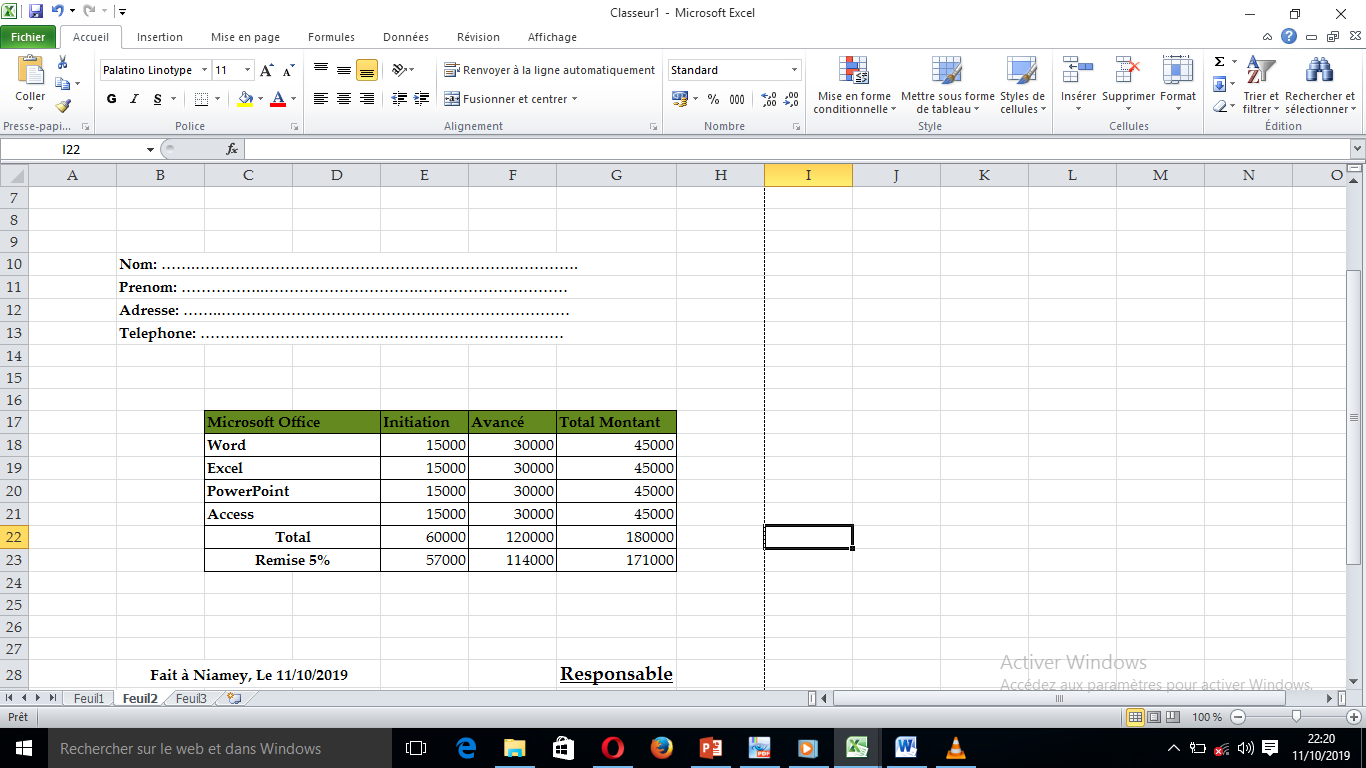 Classeur1 - Microsoft Excel
Fichier Accueil Insertion Mise en page Formules Données Révision Affichage
Coller
Palatino Linotype 11
G I S
Renvoyer à la ligne automatiquement
Fusionner et centrer
Standard
% 000
Mise en forme conditionnelle
Mettre sous forme de tableau
Styles de cellules
Insérer Supprimer Format
Trier et filtrer
Rechercher et sélectionner
Presse-papi... Police Alignement Nombre Style Cellules Édition
I22 fx
A B C D E F G H I J K L M N O
7
8
9
10 Nom: …………………………………………………………………………
11 Prenom: ……………………………………………………………………
12 Adresse: ……………………………………………………………………
13 Telephone: …………………………………………………………………
14
15
16
17 Microsoft Office Initiation Avancé Total Montant
18 Word 15000 30000 45000
19 Excel 15000 30000 45000
20 PowerPoint 15000 30000 45000
21 Access 15000 30000 45000
22 Total 60000 120000 180000
23 Remise 5% 57000 114000 171000
24
25
26
27
28 Fait à Niamey, Le 11/10/2019 Responsable
Activer Windows
Accédez aux paramètres pour activer Windows.
Feuil1 Feuil2 Feuil3
Prêt 100 %
Rechercher sur le web et dans Windows
22:20
11/10/2019